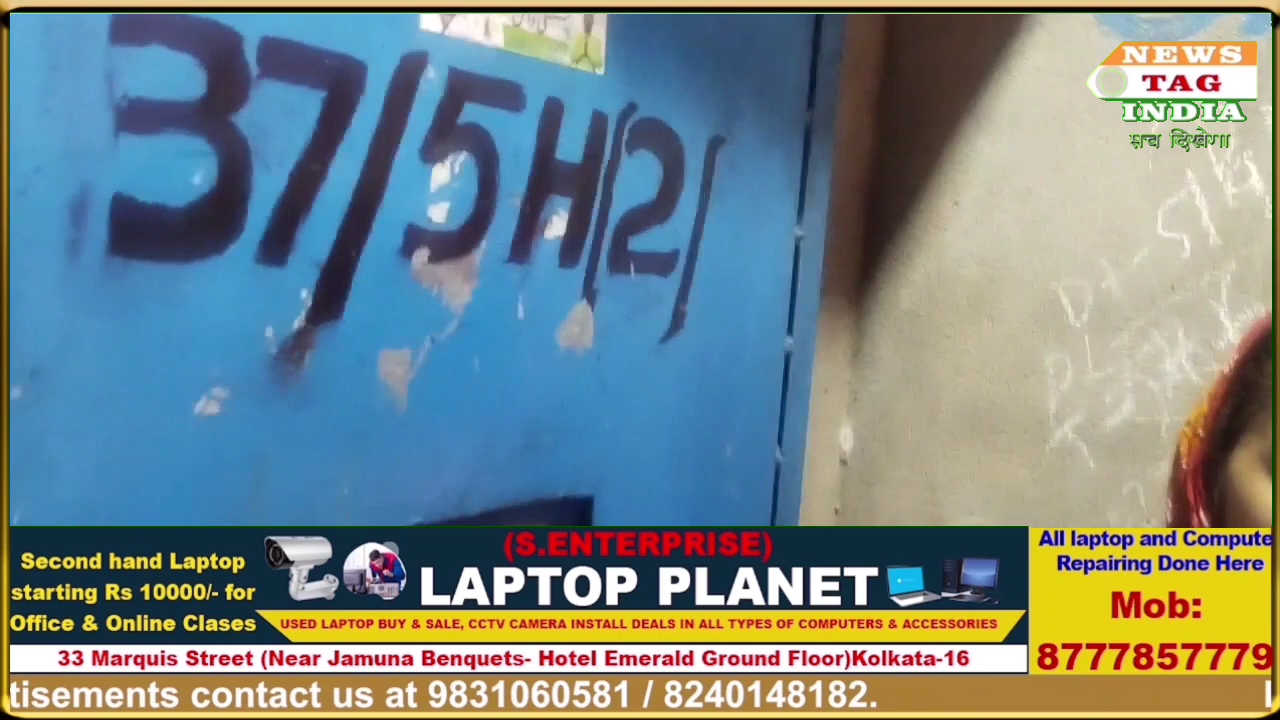 37/5H/2/
NEWS
TAG
INDIA
सच दिखेगा
Second hand Laptop
starting Rs 10000/- for
Office & Online Clases
(S.ENTERPRISE)
LAPTOP PLANET
USED LAPTOP BUY & SALE, CCTV CAMERA INSTALL DEALS IN ALL TYPES OF COMPUTERS & ACCESSORIES
33 Marquis Street (Near Jamuna Benquets- Hotel Emerald Ground Floor)Kolkata-16
All laptop and Compute
Repairing Done Here
Mob:
8777857779
tisements contact us at 9831060581 / 8240148182.